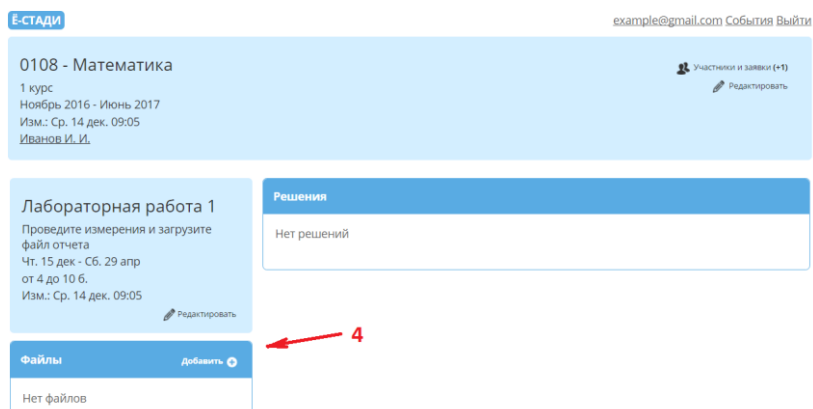 Ё-СТАДИ
example@gmail.com События Выйти
0108 - Математика
Участники и заявки (+1)
1 курс
Редактировать
Ноябрь 2016 - Июнь 2017
Изм.: Ср. 14 дек. 09:05
Иванов И. И.
Лабораторная работа 1
Проведите измерения и загрузите
файл отчета
Чт. 15 дек - Сб. 29 апр
от 4 до 10 б.
Изм.: Ср. 14 дек. 09:05
Редактировать
Решения
Нет решений
4
Файлы
Добавить
Нет файлов